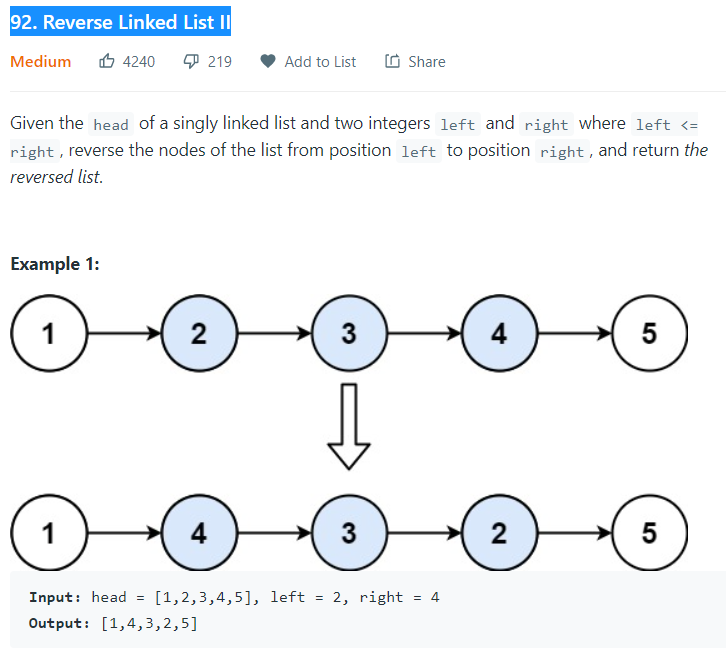 92. Reverse Linked List II
Medium 4240 219 Add to List Share
Given the head of a singly linked list and two integers left and right where left <=
right , reverse the nodes of the list from position left to position right , and return the
reversed list.
Example 1:
1 2 3 4 5
1 4 3 2 5
Input: head = [1,2,3,4,5], left = 2, right = 4
Output: [1,4,3,2,5]